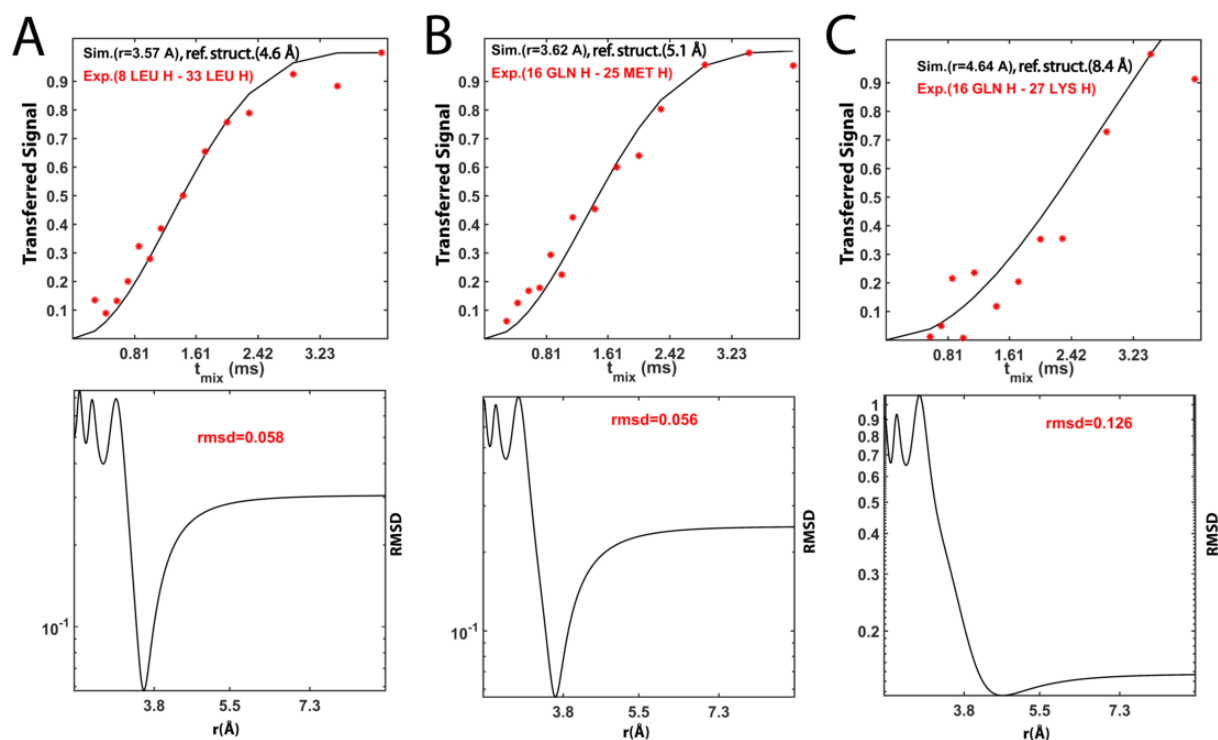 A
B
C
Sim.(r=3.57 A), ref. struct.(4.6 Å)
Exp.(8 LEU H - 33 LEU H)
Transferred Signal
0.9
0.8
0.7
0.6
0.5
0.4
0.3
0.2
0.1
0.81 1.61 2.42 3.23
tmix (ms)
Sim.(r=3.62 A), ref. struct.(5.1 Å)
Exp.(16 GLN H - 25 MET H)
Transferred Signal
0.9
0.8
0.7
0.6
0.5
0.4
0.3
0.2
0.1
0.81 1.61 2.42 3.23
tmix (ms)
Sim.(r=4.64 A), ref. struct.(8.4 Å)
Exp.(16 GLN H - 27 LYS H)
Transferred Signal
0.9
0.8
0.7
0.6
0.5
0.4
0.3
0.2
0.1
0.81 1.61 2.42 3.23
tmix (ms)
rmsd=0.058
10-1
RMSD
3.8 5.5 7.3
r(Å)
rmsd=0.056
10-1
RMSD
3.8 5.5 7.3
r(Å)
rmsd=0.126
1
0.9
0.8
0.7
0.6
0.5
0.4
0.3
0.2
RMSD
3.8 5.5 7.3
r(Å)